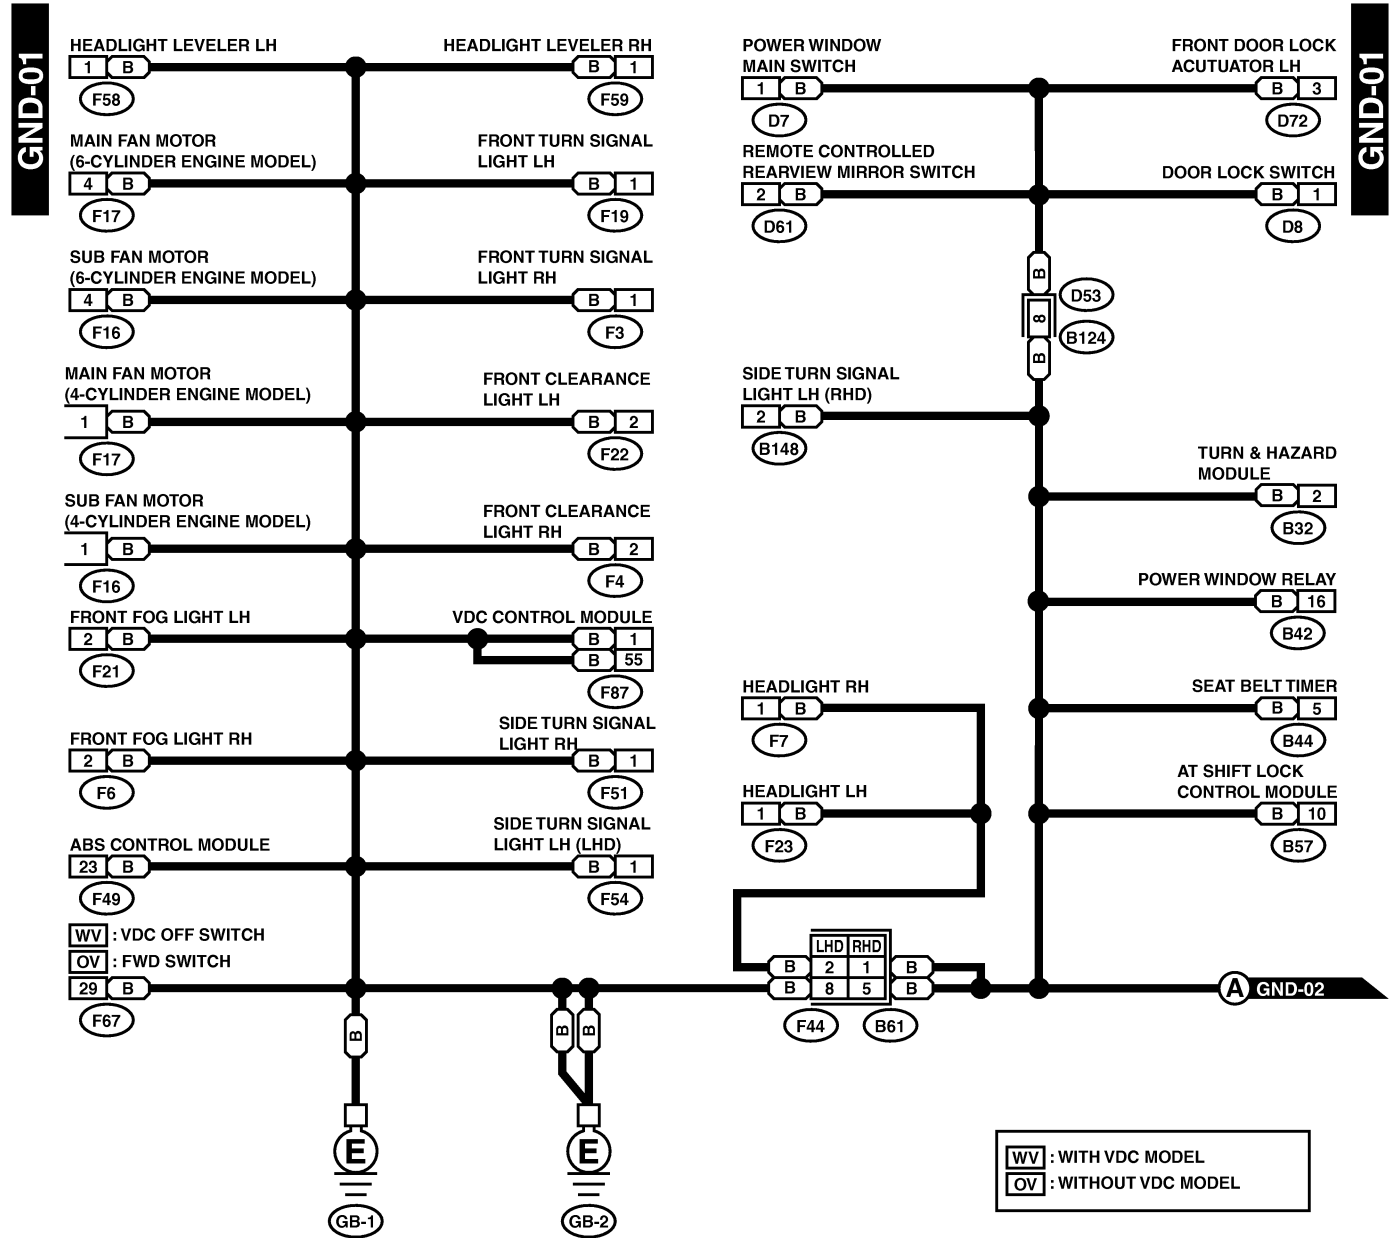 GND-01
HEADLIGHT LEVELER LH
1 B
F58
HEADLIGHT LEVELER RH
B 1
F59
MAIN FAN MOTOR
(6-CYLINDER ENGINE MODEL)
4 B
F17
FRONT TURN SIGNAL
LIGHT LH
B 1
F19
SUB FAN MOTOR
(6-CYLINDER ENGINE MODEL)
4 B
F16
FRONT TURN SIGNAL
LIGHT RH
B 1
F3
MAIN FAN MOTOR
(4-CYLINDER ENGINE MODEL)
1 B
F17
FRONT CLEARANCE
LIGHT LH
B 2
F22
SUB FAN MOTOR
(4-CYLINDER ENGINE MODEL)
1 B
F16
FRONT CLEARANCE
LIGHT RH
B 2
F4
FRONT FOG LIGHT LH
2 B
F21
VDC CONTROL MODULE
B 1
B 55
F87
FRONT FOG LIGHT RH
2 B
F6
SIDE TURN SIGNAL
LIGHT RH
B 1
F51
ABS CONTROL MODULE
23 B
F49
SIDE TURN SIGNAL
LIGHT LH (LHD)
B 1
F54
WV : VDC OFF SWITCH
OV : FWD SWITCH
29 B
F67
B
E
GB-1
B B
E
GB-2
POWER WINDOW
MAIN SWITCH
1 B
D7
FRONT DOOR LOCK
ACUTUATOR LH
B 3
D72
GND-01
REMOTE CONTROLLED
REARVIEW MIRROR SWITCH
2 B
D61
DOOR LOCK SWITCH
B 1
D8
B
D53
8
B124
B
SIDE TURN SIGNAL
LIGHT LH (RHD)
2 B
B148
TURN & HAZARD
MODULE
B 2
B32
POWER WINDOW RELAY
B 16
B42
HEADLIGHT RH
1 B
F7
SEAT BELT TIMER
B 5
B44
HEADLIGHT LH
1 B
F23
AT SHIFT LOCK
CONTROL MODULE
B 10
B57
LHD RHD
B 2 1 B
B 8 5 B
F44 B61
A GND-02
WV : WITH VDC MODEL
OV : WITHOUT VDC MODEL